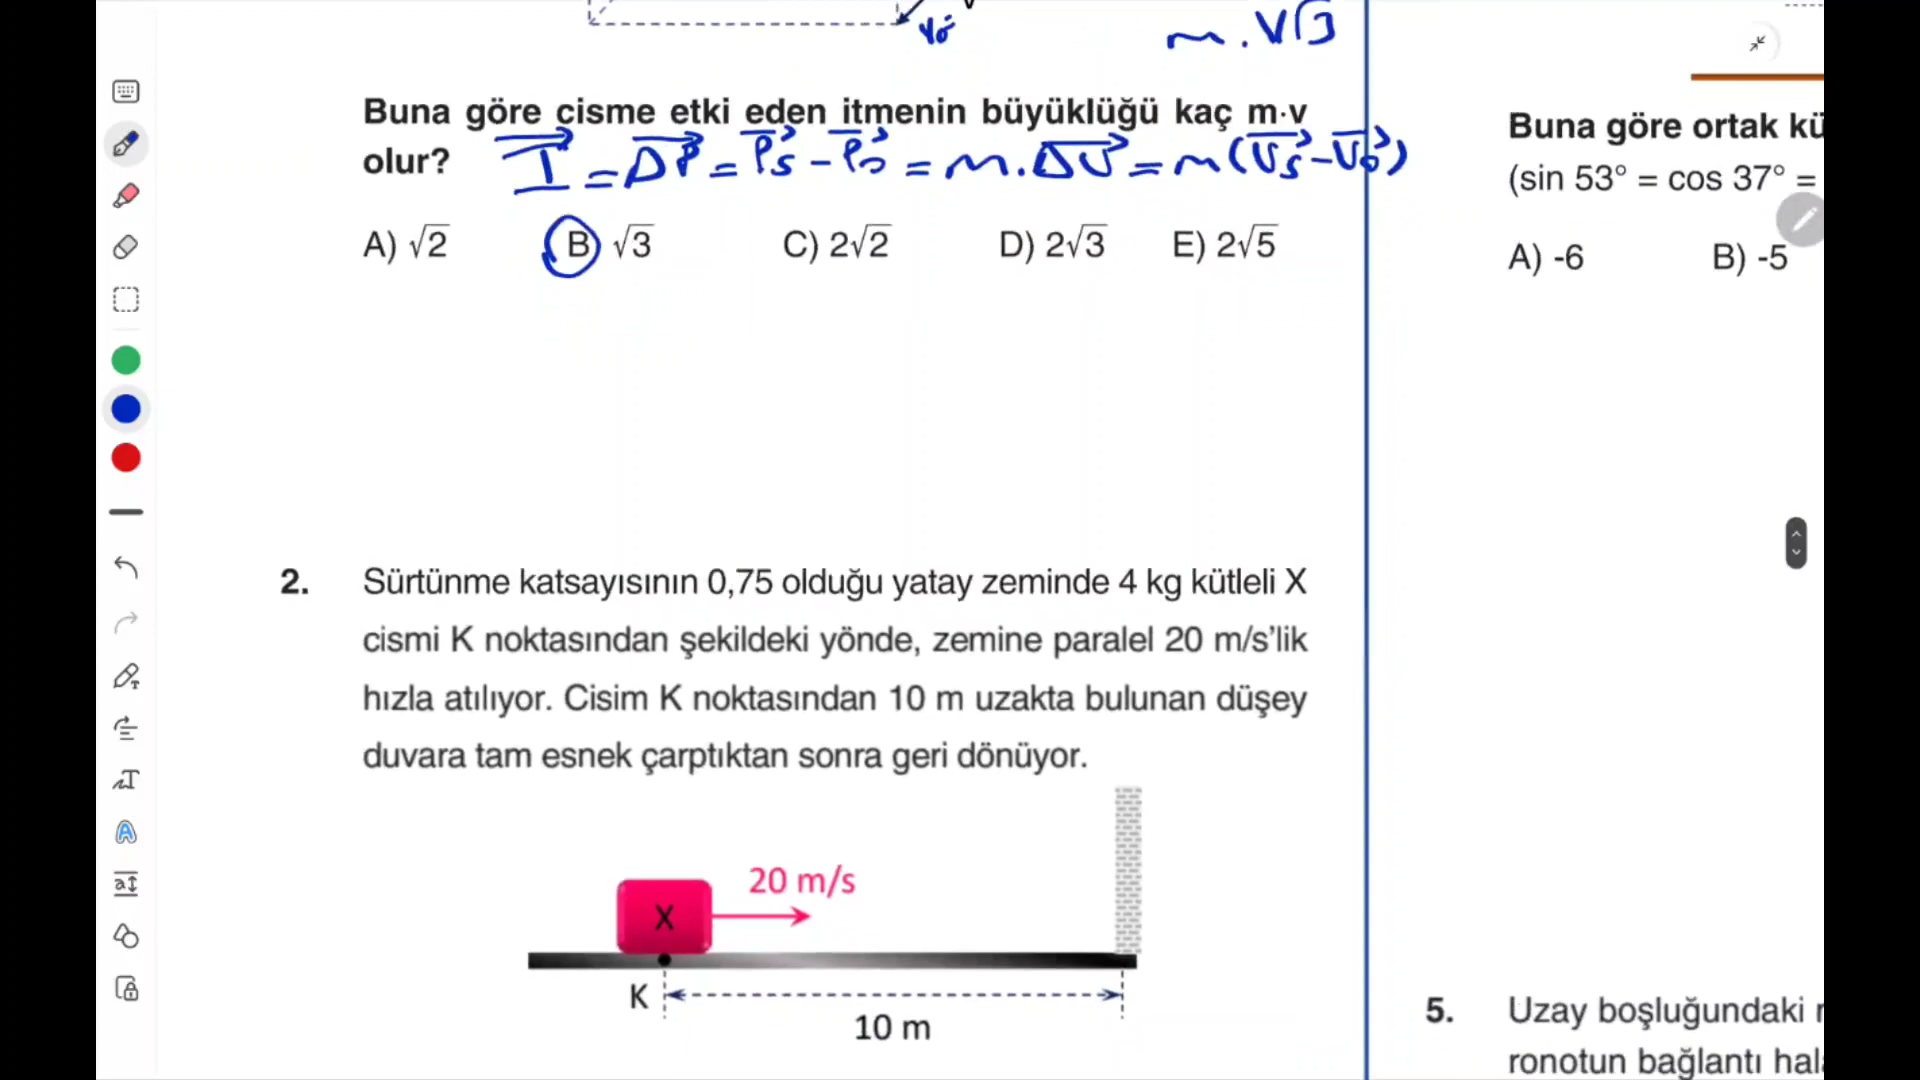 v
v₀
m . v√3
Buna göre cisme etki eden itmenin büyüklüğü kaç m·v
olur?
I = ΔP = Ps - P₀ = m.Δv = m(Vs - V₀)
A) √2 B) √3 C) 2√2 D) 2√3 E) 2√5
2. Sürtünme katsayısının 0,75 olduğu yatay zeminde 4 kg kütleli X
cismi K noktasından şekildeki yönde, zemine paralel 20 m/s'lik
hızla atılıyor. Cisim K noktasından 10 m uzakta bulunan düşey
duvara tam esnek çarptıktan sonra geri dönüyor.
20 m/s
X
K
10 m
Buna göre ortak kü
(sin 53° = cos 37° =
A) -6 B) -5
5. Uzay boşluğundaki
ronotun bağlantı hal